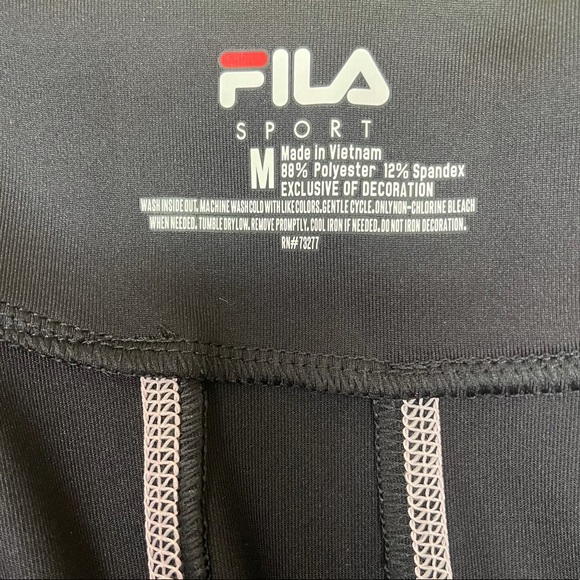 FILA
SPORT
M
Made in Vietnam
88% Polyester 12% Spandex
EXCLUSIVE OF DECORATION
WASH INSIDE OUT. MACHINE WASH COLD WITH LIKE COLORS. GENTLE CYCLE. ONLYNON-CHLORINE BLEACH
WHEN NEEDED. TUMBLE DRY LOW. REMOVE PROMPTLY. COOL IRON IF NEEDED. DO NOT IRON DECORATION.
RN#73277